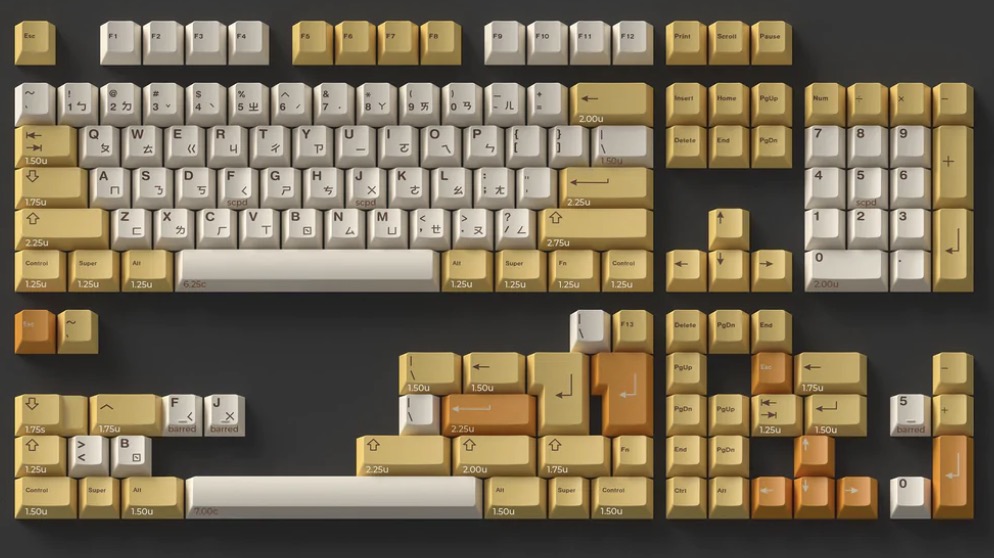 Esc F1 F2 F3 F4 F5 F6 F7 F8 F9 F10 F11 F12 Print Scroll Pause
~ ! 1 ㄅ @ 2 ㄉ # 3 ˇ $ 4 ˋ % 5 ㄓ ^ 6 ˊ & 7 ˙ * 8 ㄚ ( 9 ㄞ ) 0 ㄢ _ - ㄦ + = ← 2.00u Insert Home PgUp Num ÷ × −
1.50u Q ㄆ W ㄊ E ㄍ R ㄐ T ㄔ Y ㄗ U ㄧ I ㄛ O ㄟ P ㄣ { [ } ] | \ 1.50u Delete End PgDn 7 8 9 +
1.75u A ㄇ S ㄋ D ㄎ F ㄑ scpd G ㄕ H ㄘ J ㄨ scpd K ㄜ L ㄠ : ; ㄤ " ' 2.25u 4 5 scpd 6
2.25u Z ㄈ X ㄌ C ㄏ V ㄒ B ㄖ N ㄙ M ㄩ < , ㄝ > . ㄡ ? / ㄥ 2.75u ↑ 1 2 3
Control 1.25u Super 1.25u Alt 1.25u 6.25c Alt 1.25u Super 1.25u Fn 1.25u Control 1.25u ← ↓ → 0 2.00u .
Esc ~ | \ F13 Delete PgDn End
| \ 1.50u ← 1.50u PgUp Esc ← 1.75u −
1.75s ^ 1.75u F ㄑ barred J ㄨ barred | \ 2.25u PgDn PgUp 1.25u 1.50u 5 barred +
1.25u > < B ㄖ 2.25u 2.00u 1.75u Fn End PgDn ↑
Control 1.50u Super Alt 1.50u 7.00c Alt 1.50u Super Control 1.50u Ctrl Alt ← ↓ → 0